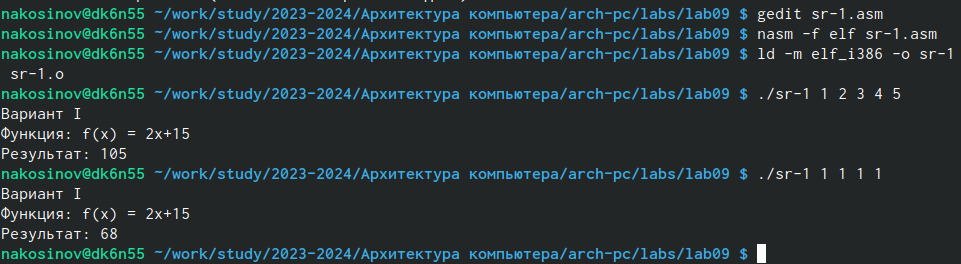 nakosinov@dk6n55 ~/work/study/2023-2024/Архитектура компьютера/arch-pc/labs/lab09 $ gedit sr-1.asm
nakosinov@dk6n55 ~/work/study/2023-2024/Архитектура компьютера/arch-pc/labs/lab09 $ nasm -f elf sr-1.asm
nakosinov@dk6n55 ~/work/study/2023-2024/Архитектура компьютера/arch-pc/labs/lab09 $ ld -m elf_i386 -o sr-1
sr-1.o
nakosinov@dk6n55 ~/work/study/2023-2024/Архитектура компьютера/arch-pc/labs/lab09 $ ./sr-1 1 2 3 4 5
Вариант I
Функция: f(x) = 2x+15
Результат: 105
nakosinov@dk6n55 ~/work/study/2023-2024/Архитектура компьютера/arch-pc/labs/lab09 $ ./sr-1 1 1 1 1
Вариант I
Функция: f(x) = 2x+15
Результат: 68
nakosinov@dk6n55 ~/work/study/2023-2024/Архитектура компьютера/arch-pc/labs/lab09 $